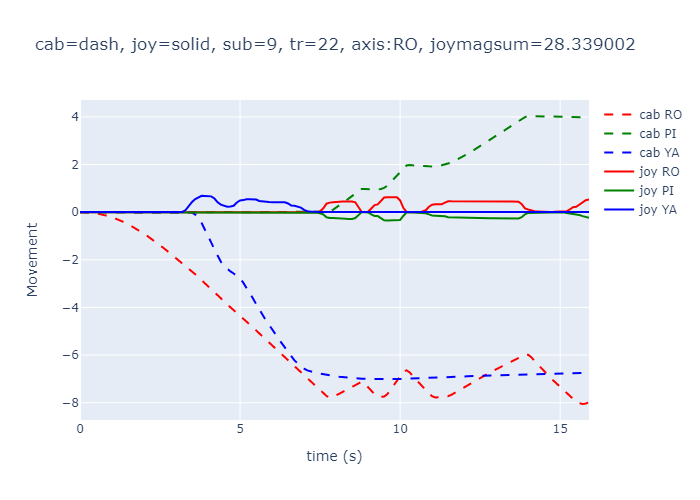 cab=dash, joy=solid, sub=9, tr=22, axis:RO, joymagsum=28.339002
4
2
0
−2
−4
−6
−8
Movement
0
5
10
15
time (s)
cab RO
cab PI
cab YA
joy RO
joy PI
joy YA